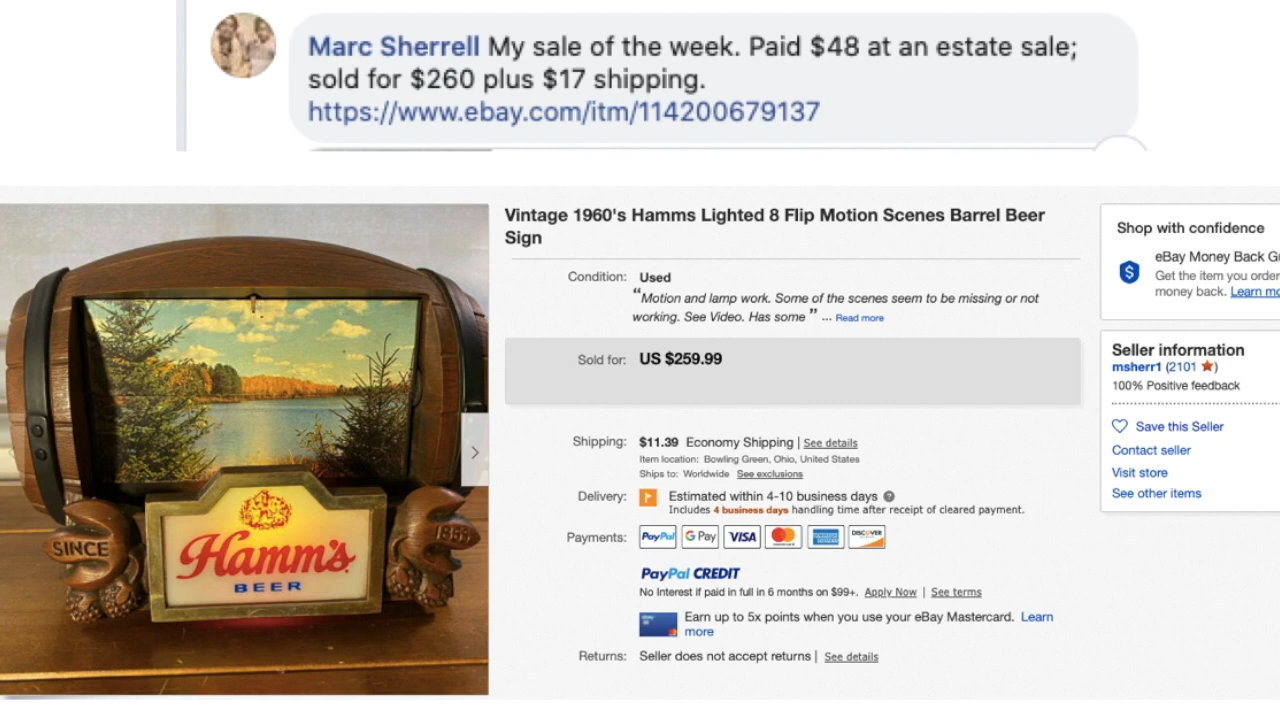 Marc Sherrell My sale of the week. Paid $48 at an estate sale;
sold for $260 plus $17 shipping.
https://www.ebay.com/itm/114200679137
SINCE
1865
Hamm's
BEER
Vintage 1960's Hamms Lighted 8 Flip Motion Scenes Barrel Beer
Sign
Condition: Used
“Motion and lamp work. Some of the scenes seem to be missing or not
working. See Video. Has some ” ... Read more
Sold for: US $259.99
Shipping: $11.39 Economy Shipping | See details
Item location: Bowling Green, Ohio, United States
Ships to: Worldwide See exclusions
Delivery: Estimated within 4-10 business days
Includes 4 business days handling time after receipt of cleared payment.
Payments: PayPal G Pay VISA DISCOVER
PayPal CREDIT
No Interest if paid in full in 6 months on $99+. Apply Now | See terms
Earn up to 5x points when you use your eBay Mastercard. Learn
more
Returns: Seller does not accept returns | See details
Shop with confidence
eBay Money Back Gu
Get the item you order
money back. Learn mo
Seller information
msherr1 (2101 ★)
100% Positive feedback
Save this Seller
Contact seller
Visit store
See other items